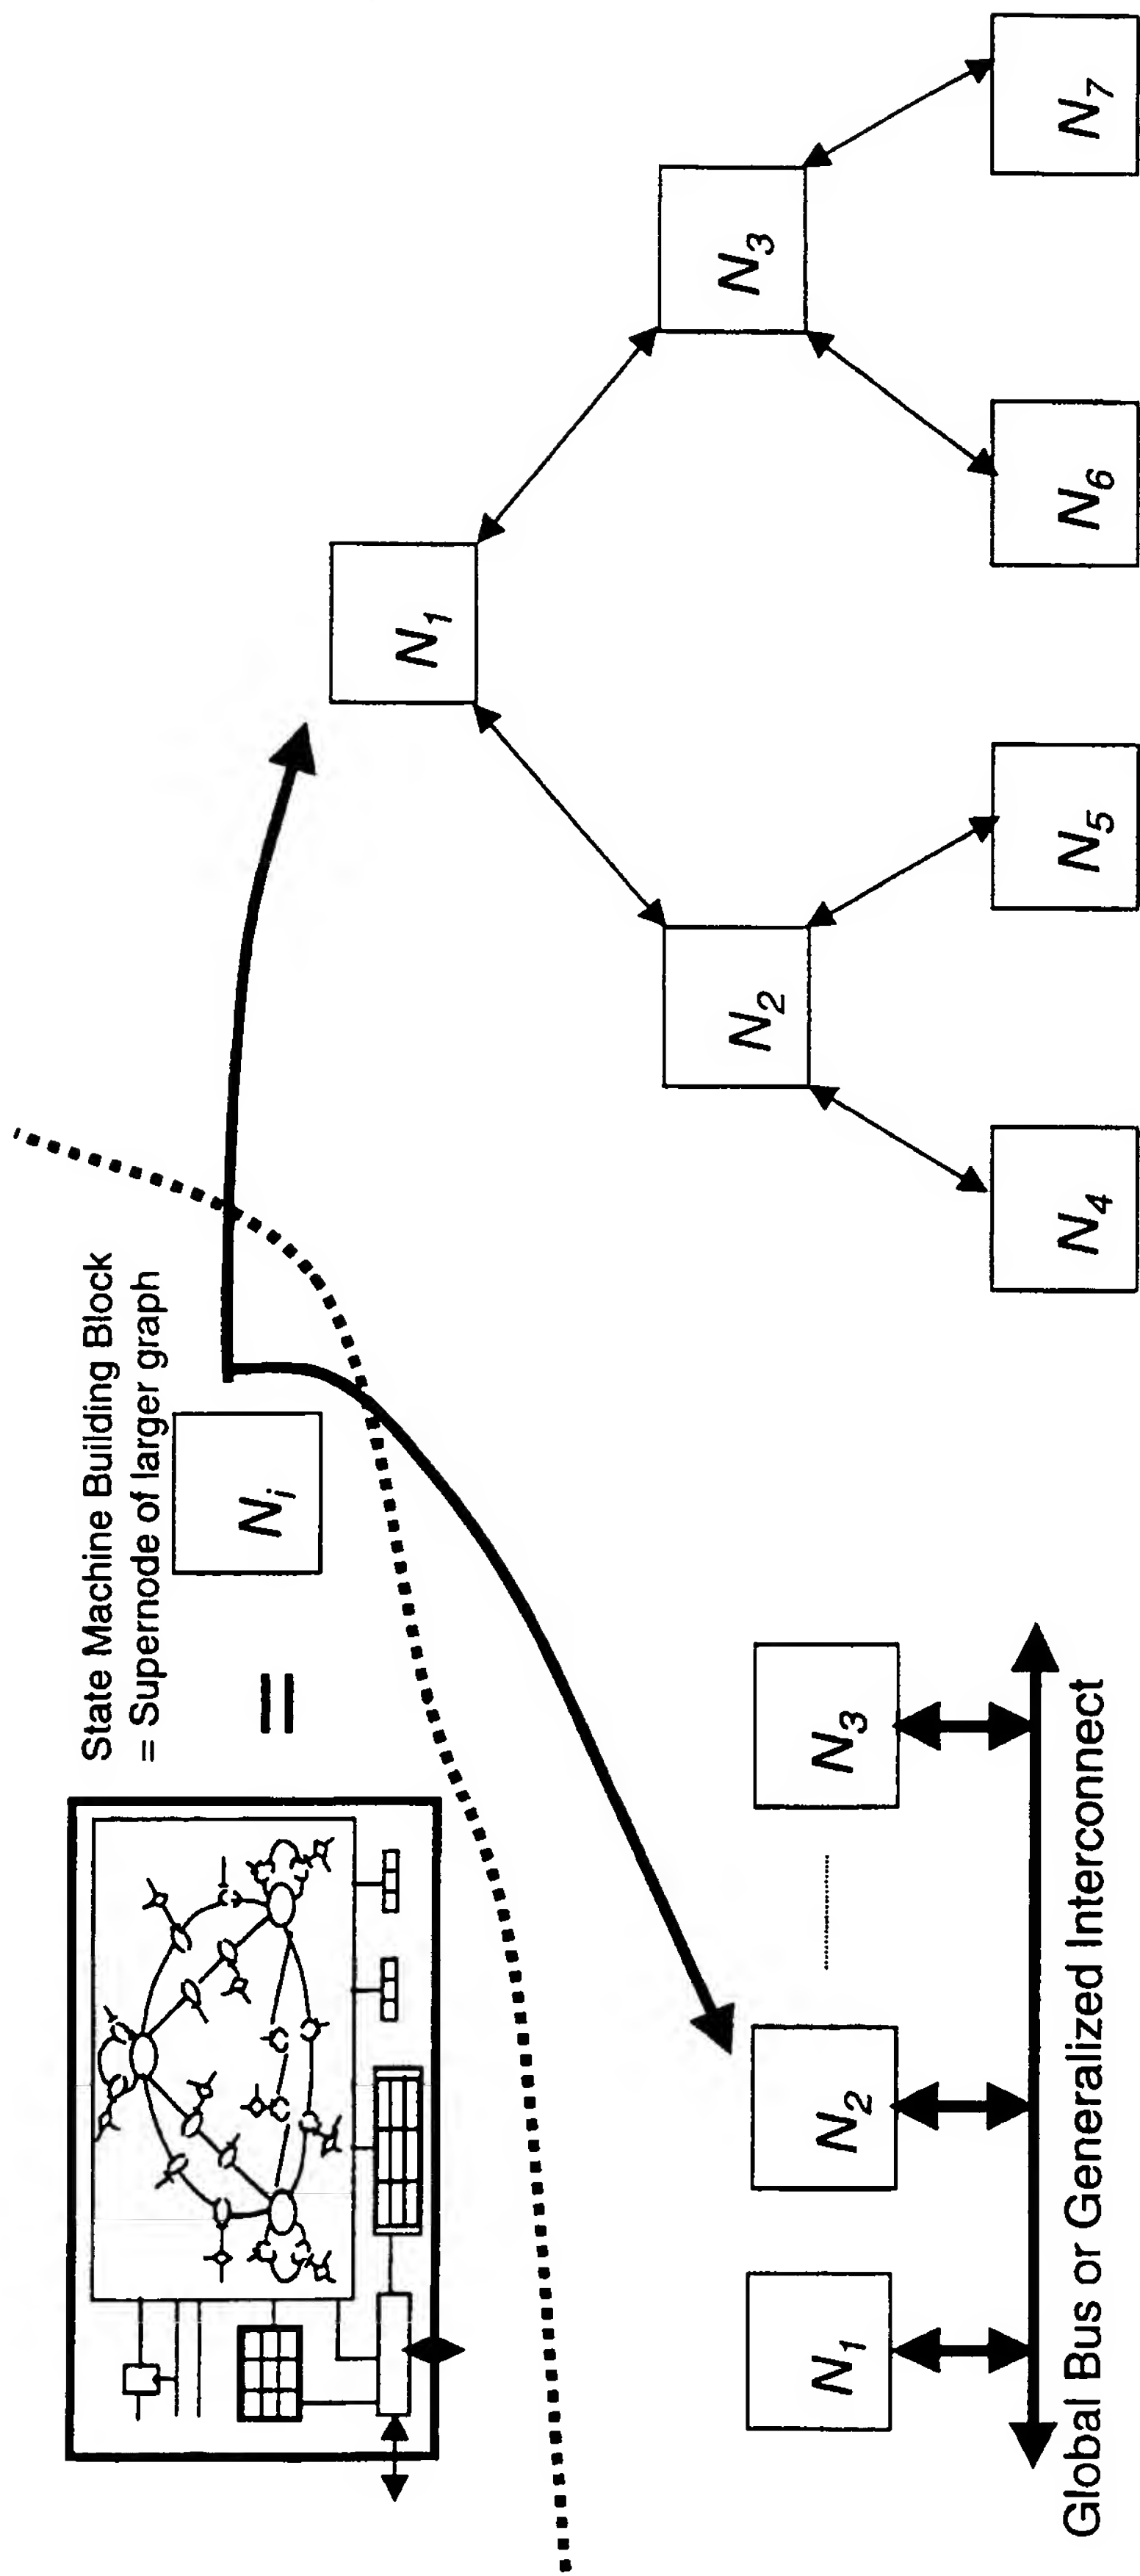 State Machine Building Block
= Supernode of larger graph
=
Nᵢ
N₁
N₂
N₃
N₄
N₅
N₆
N₇
N₁
N₂
N₃
Global Bus or Generalized Interconnect